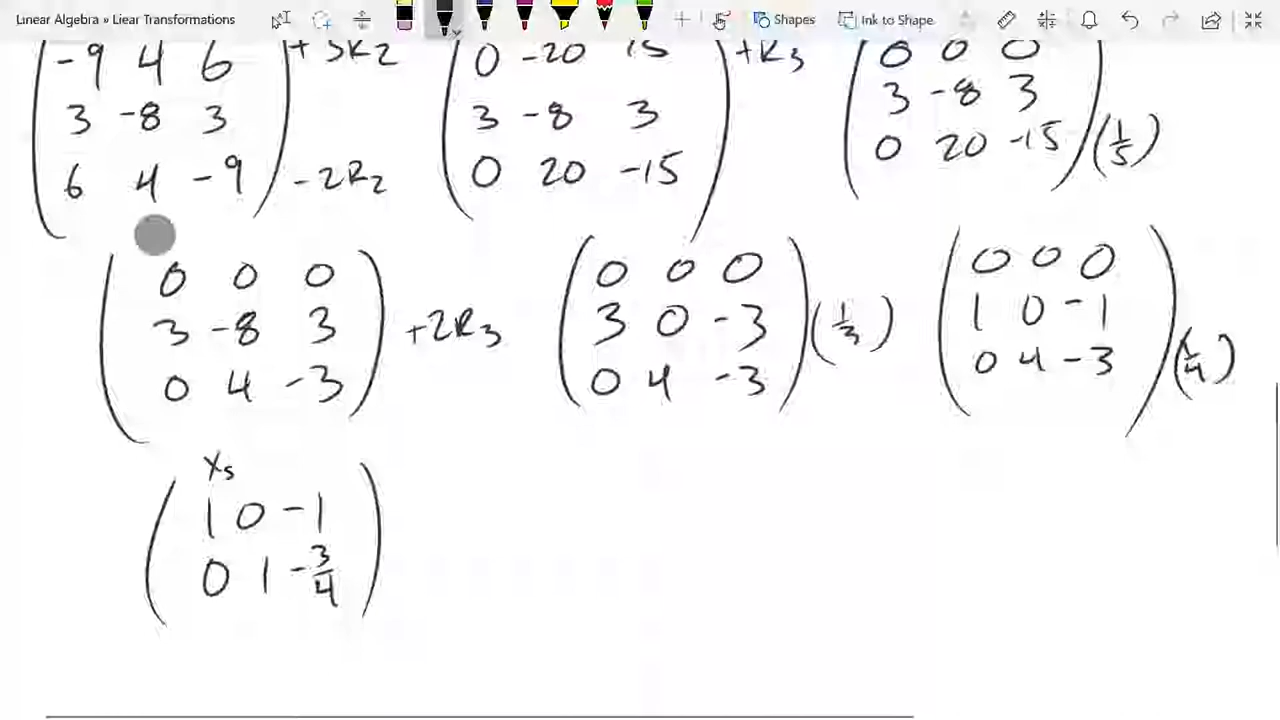 Linear Algebra » Liear Transformations
Shapes
Ink to Shape
-9 4 6 +3R2
3 -8 3
6 4 -9 -2R2
0 -20 15 +R3
3 -8 3
0 20 -15
0 0 0
3 -8 3
0 20 -15 (1/5)
0 0 0
3 -8 3 +2R3
0 4 -3
0 0 0
3 0 -3 (1/3)
0 4 -3
0 0 0
1 0 -1
0 4 -3 (1/4)
x5
1 0 -1
0 1 -3/4